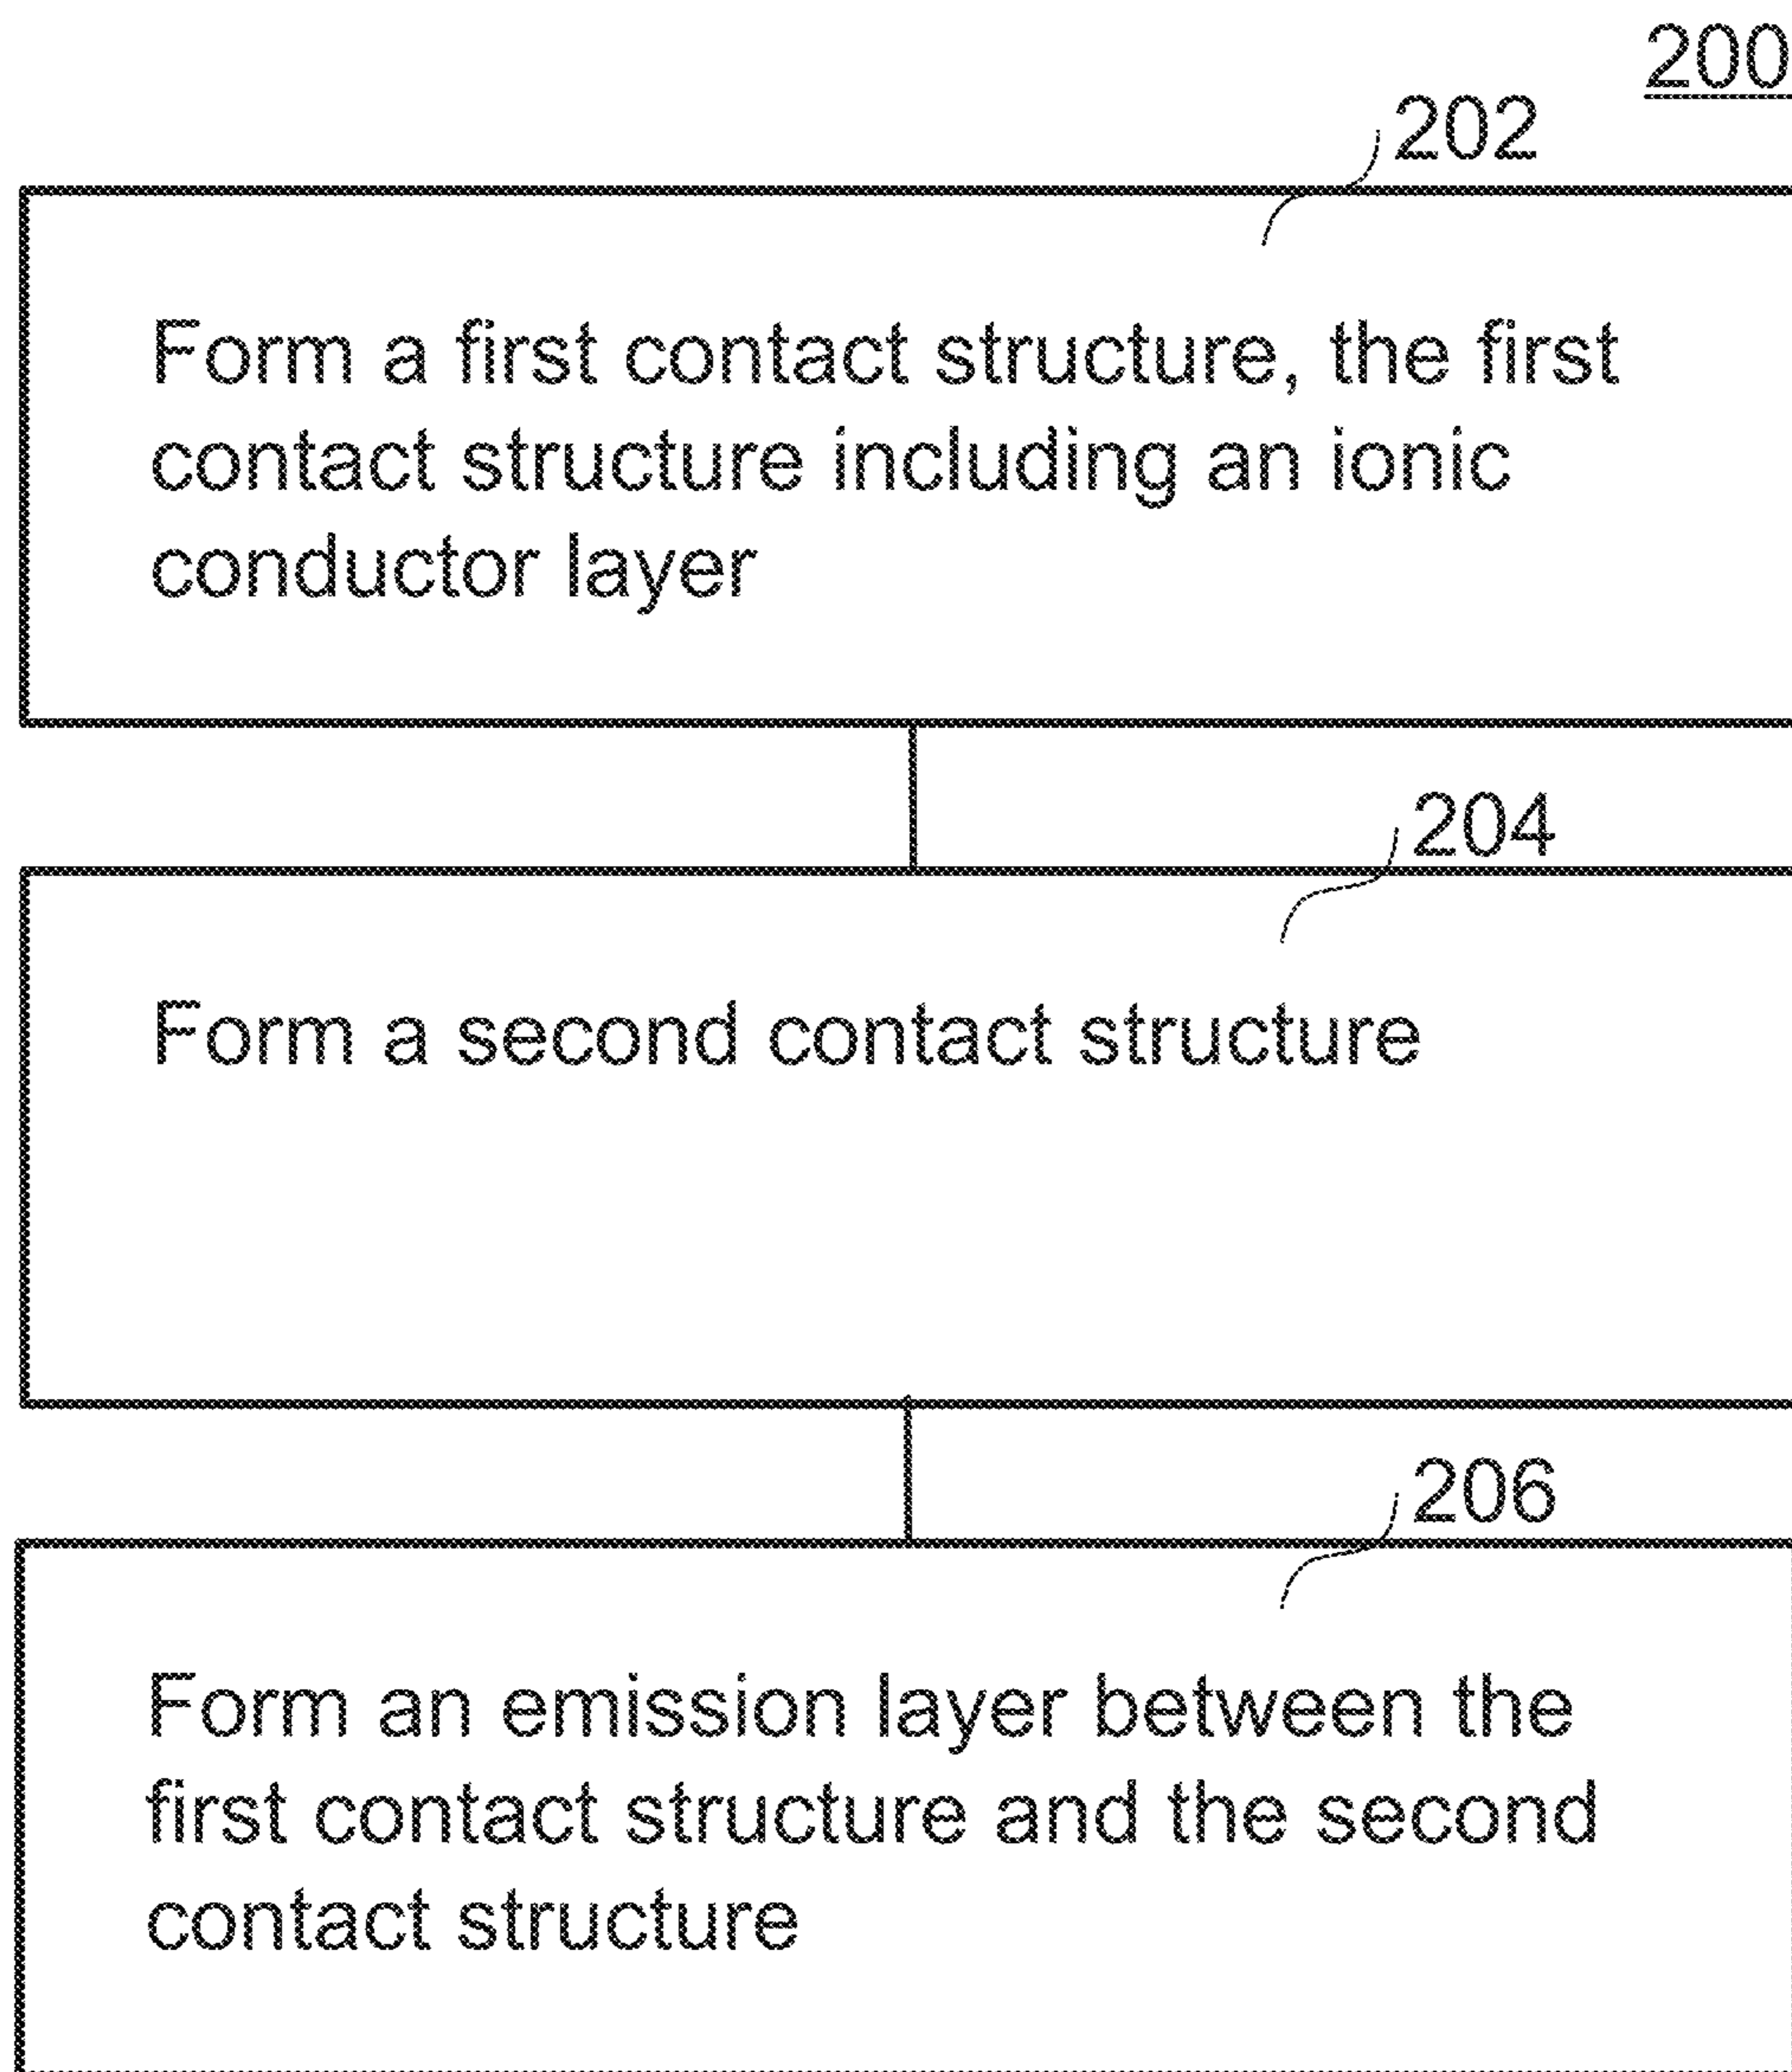 200
202
Form a first contact structure, the first
contact structure including an ionic
conductor layer
204
Form a second contact structure
206
Form an emission layer between the
first contact structure and the second
contact structure